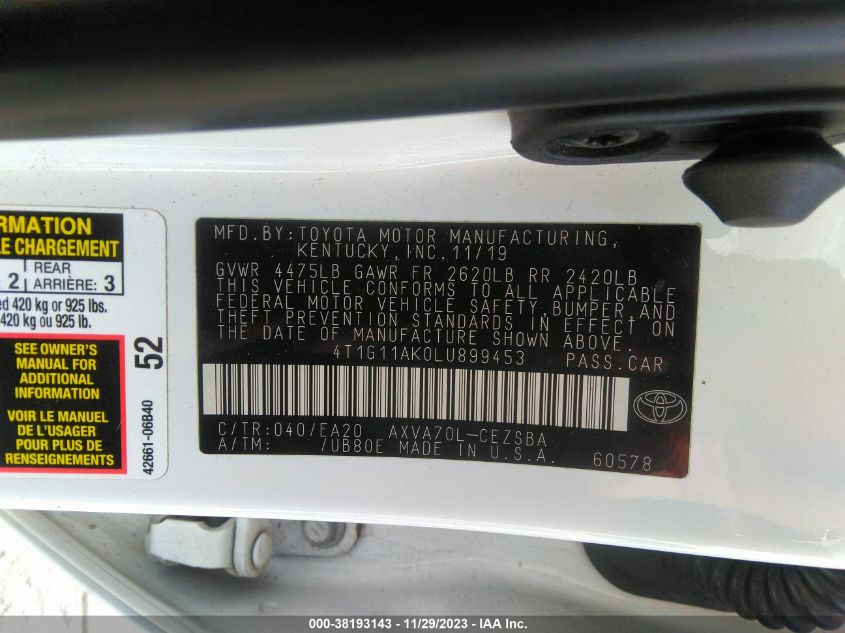 MFD.BY:TOYOTA MOTOR MANUFACTURING,
KENTUCKY, INC. 11/19
GVWR 4475LB GAWR FR 2620LB RR 2420LB
THIS VEHICLE CONFORMS TO ALL APPLICABLE
FEDERAL MOTOR VEHICLE SAFETY, BUMPER, AND
THEFT PREVENTION STANDARDS IN EFFECT ON
THE DATE OF MANUFACTURE SHOWN ABOVE.
4T1G11AK0LU899453 PASS.CAR
C/TR:040/EA20 AXVA70L-CEZSBA
A/TM: /UB80E MADE IN U.S.A. 60578
CHARGEMENT
2 REAR 3
ARRIÈRE:
420 kg or 925 lbs.
420 kg ou 925 lb.
SEE OWNER'S
MANUAL FOR
ADDITIONAL
INFORMATION
VOIR LE MANUEL
DE L'USAGER
POUR PLUS DE
RENSEIGNEMENTS
52
42661-06B40
000-38193143 - 11/29/2023 - IAA Inc.